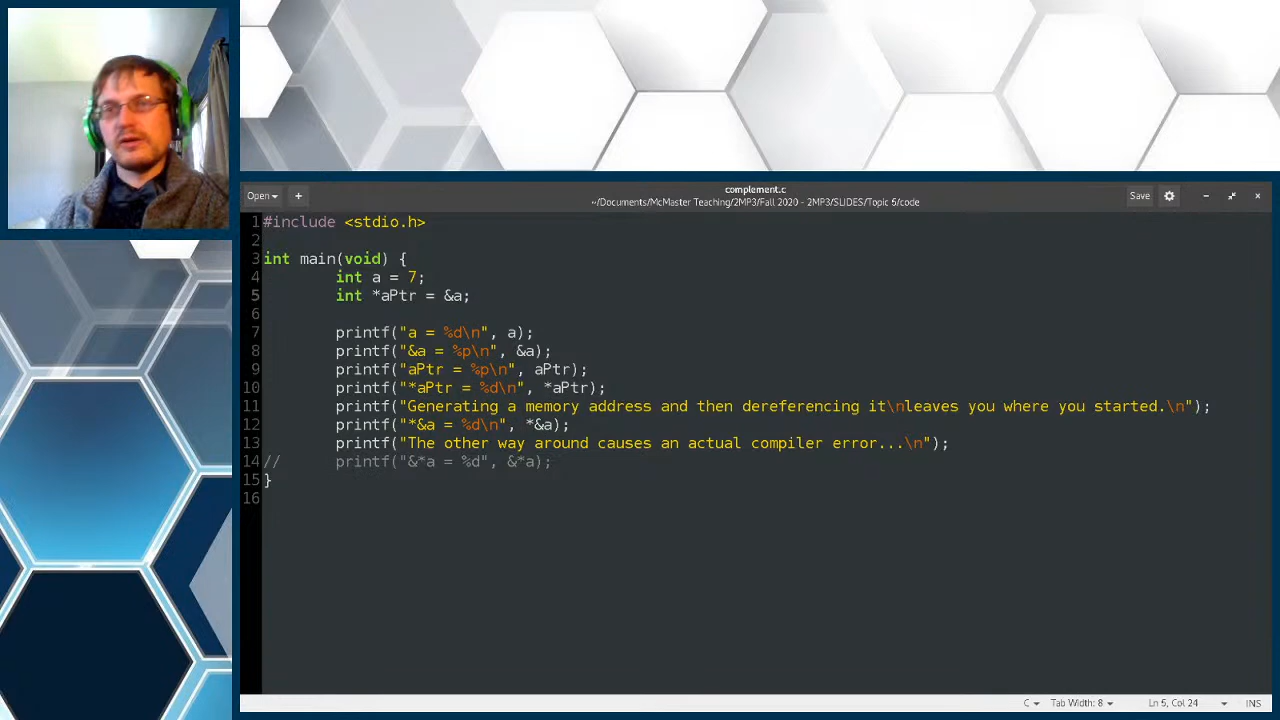 complement.c
Open +
~/Documents/McMaster Teaching/2MP3/Fall 2020 - 2MP3/SLIDES/Topic 5/code
Save
1 #include <stdio.h>
2
3 int main(void) {
4 int a = 7;
5 int *aPtr = &a;
6
7 printf("a = %d\n", a);
8 printf("&a = %p\n", &a);
9 printf("aPtr = %p\n", aPtr);
10 printf("*aPtr = %d\n", *aPtr);
11 printf("Generating a memory address and then dereferencing it\nleaves you where you started.\n");
12 printf("*&a = %d\n", *&a);
13 printf("The other way around causes an actual compiler error...\n");
14 // printf("&*a = %d", &*a);
15 }
16
C Tab Width: 8 Ln 5, Col 24 INS